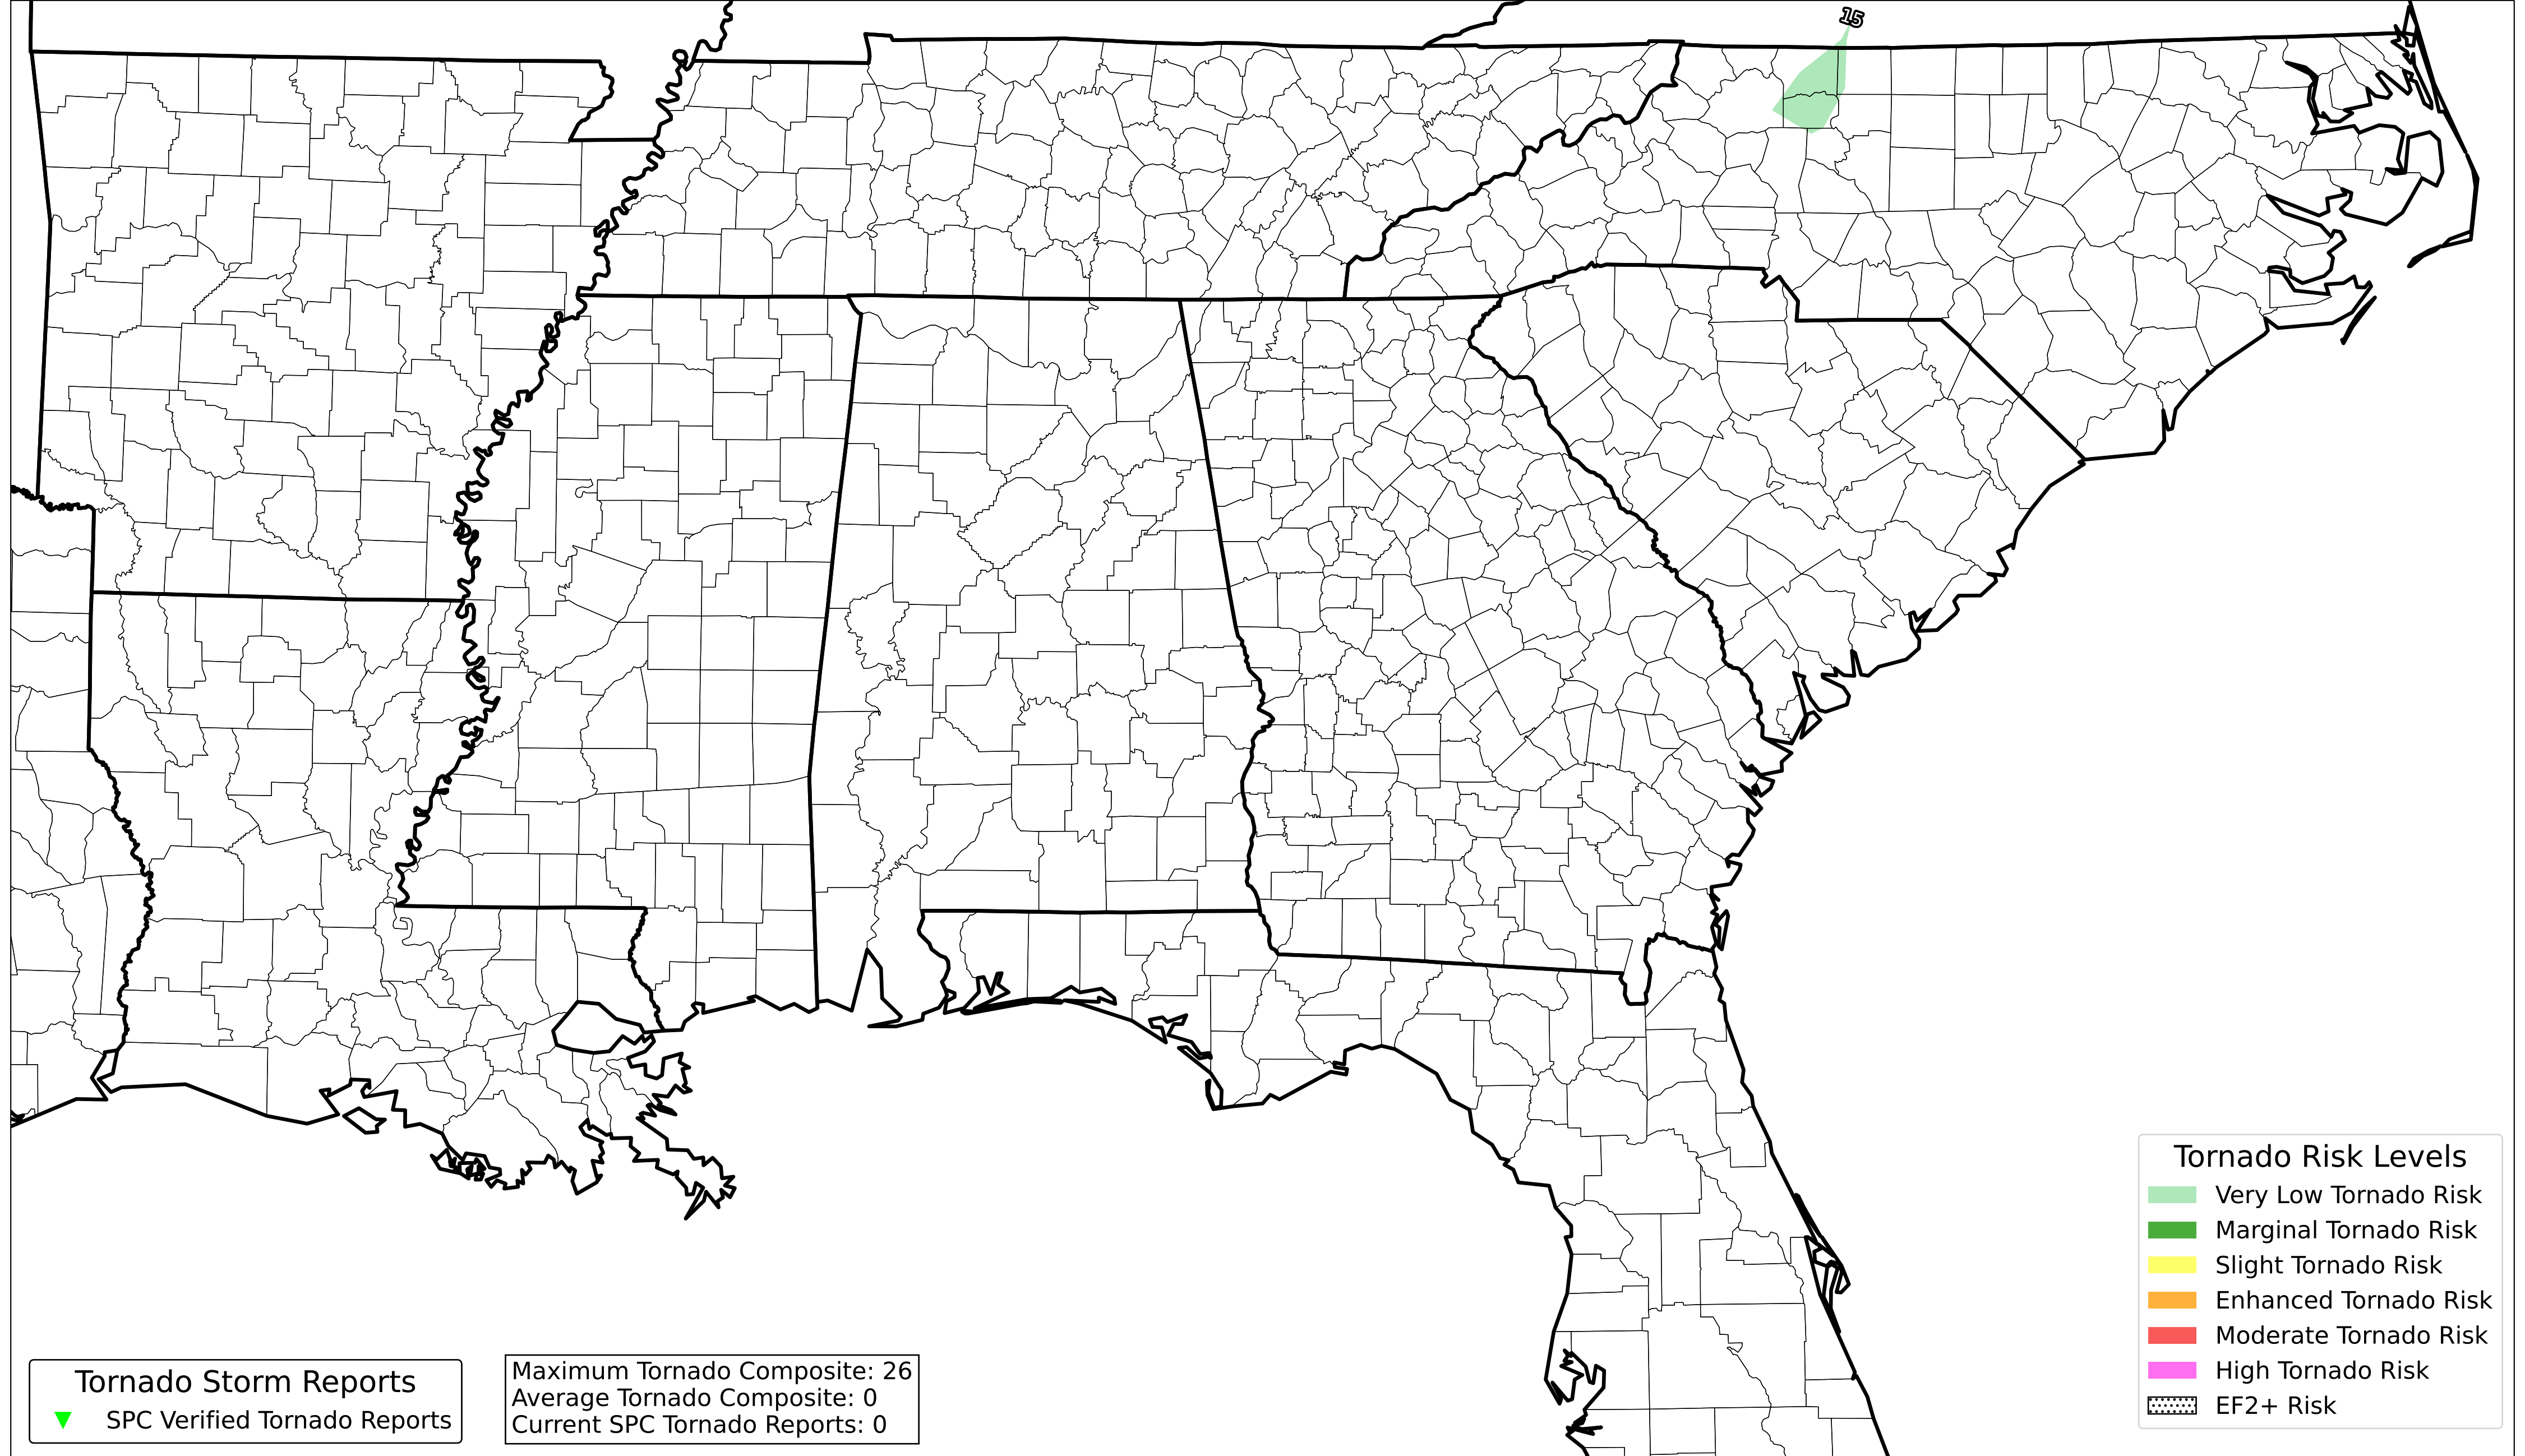 15
Tornado Risk Levels
Very Low Tornado Risk
Marginal Tornado Risk
Slight Tornado Risk
Enhanced Tornado Risk
Moderate Tornado Risk
High Tornado Risk
EF2+ Risk
Tornado Storm Reports
SPC Verified Tornado Reports
Maximum Tornado Composite: 26
Average Tornado Composite: 0
Current SPC Tornado Reports: 0